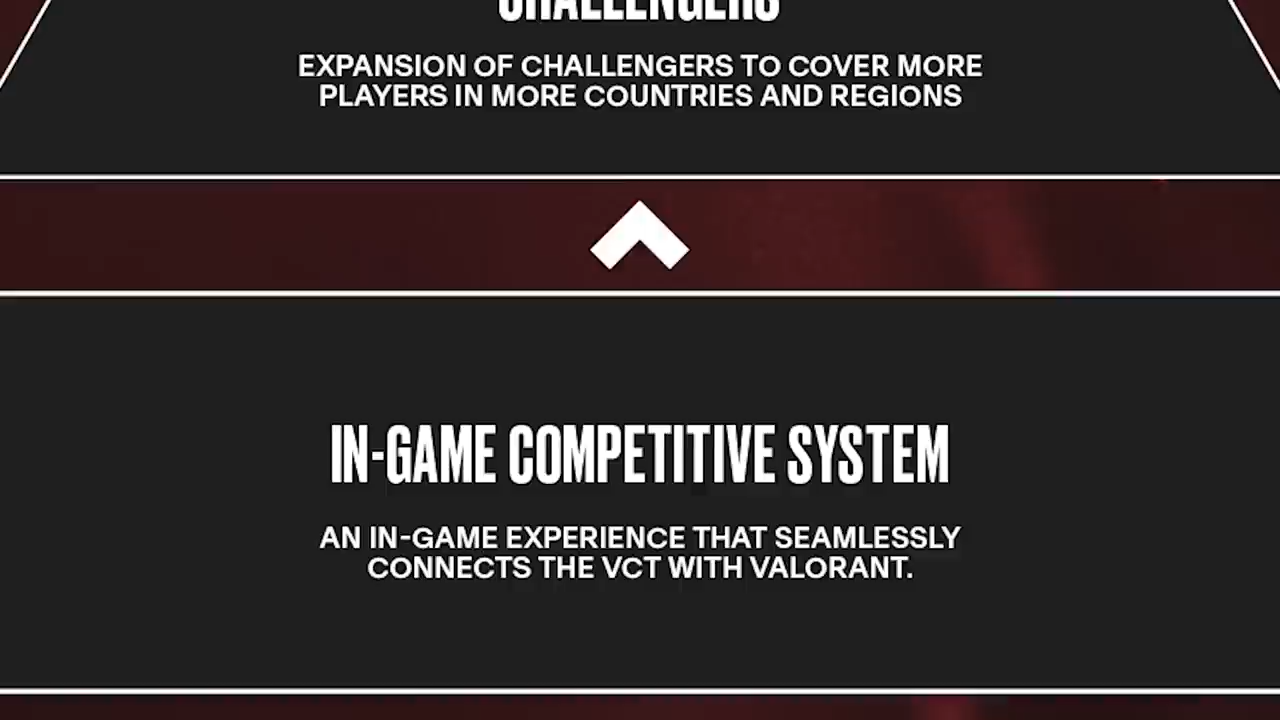 CHALLENGERS
EXPANSION OF CHALLENGERS TO COVER MORE
PLAYERS IN MORE COUNTRIES AND REGIONS
IN-GAME COMPETITIVE SYSTEM
AN IN-GAME EXPERIENCE THAT SEAMLESSLY
CONNECTS THE VCT WITH VALORANT.